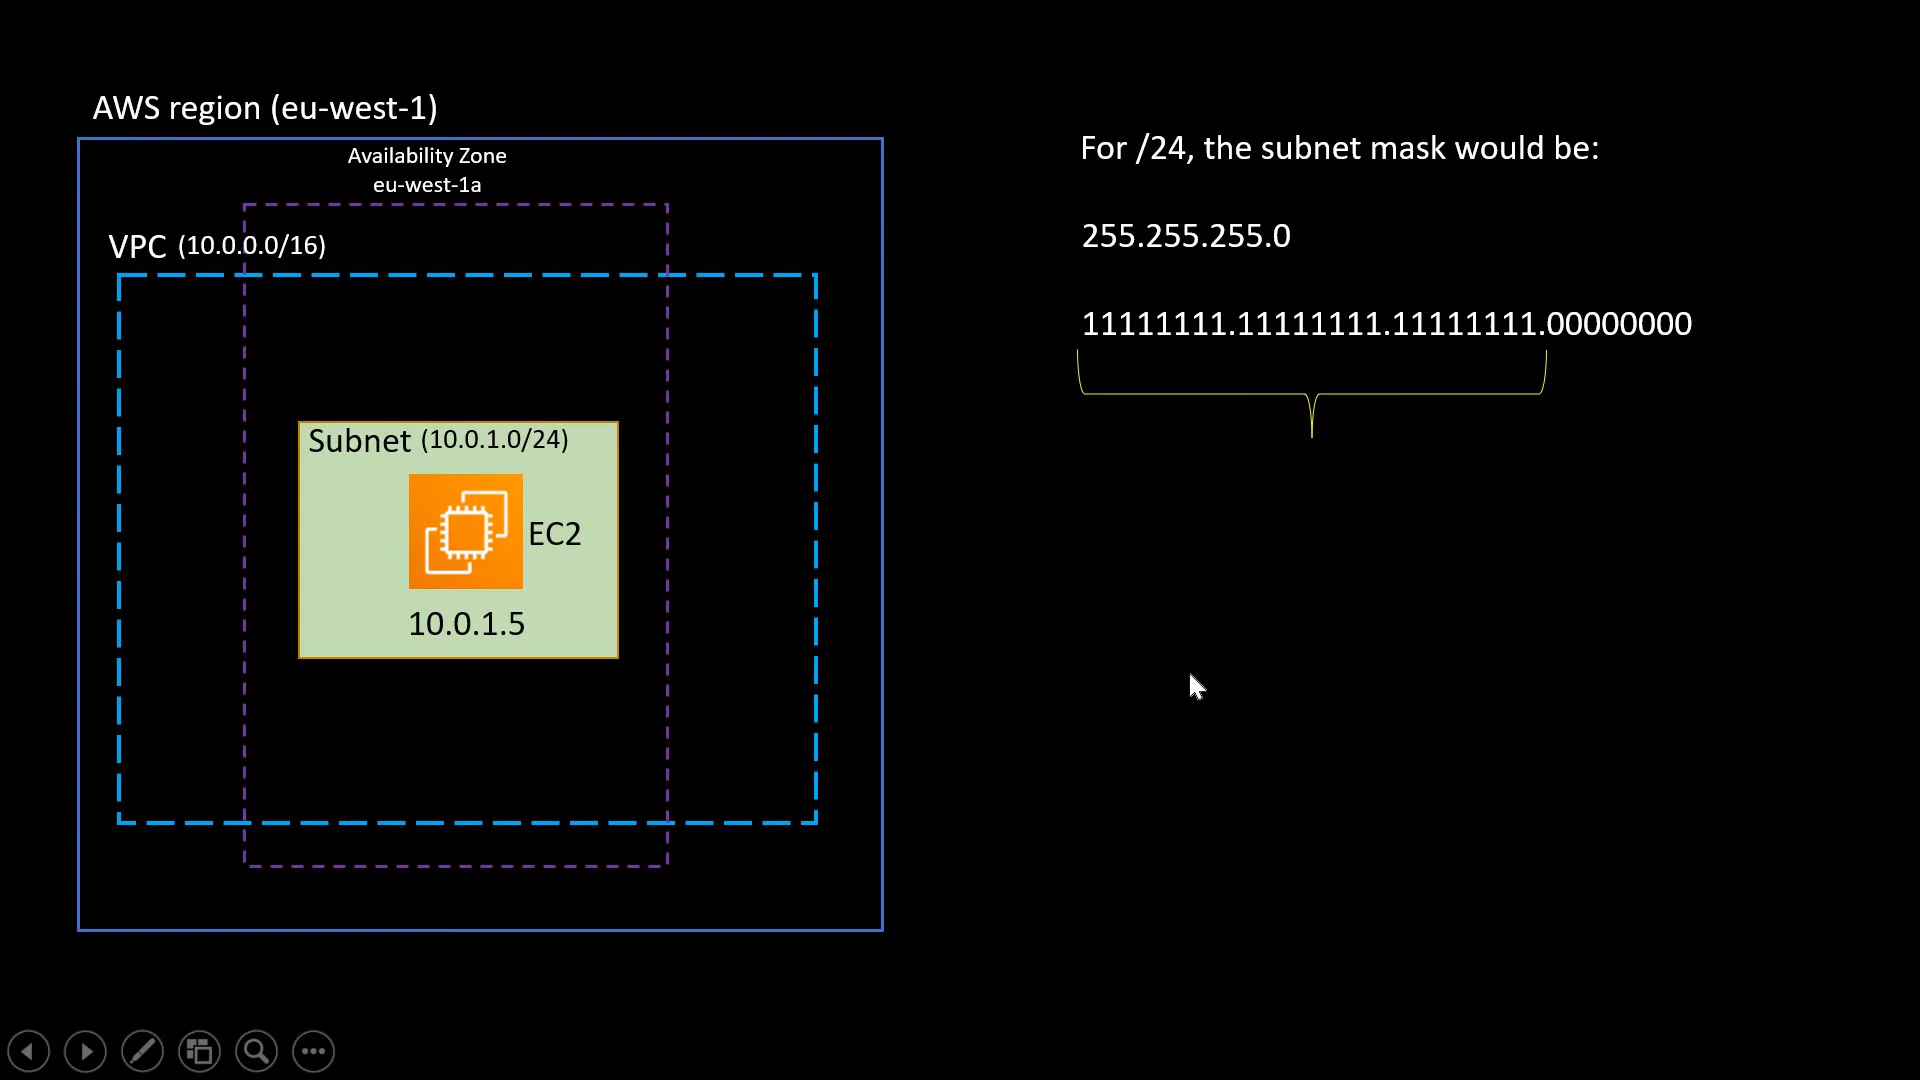 AWS region (eu-west-1)
Availability Zone
eu-west-1a
VPC (10.0.0.0/16)
Subnet (10.0.1.0/24)
EC2
10.0.1.5
For /24, the subnet mask would be:
255.255.255.0
11111111.11111111.11111111.00000000